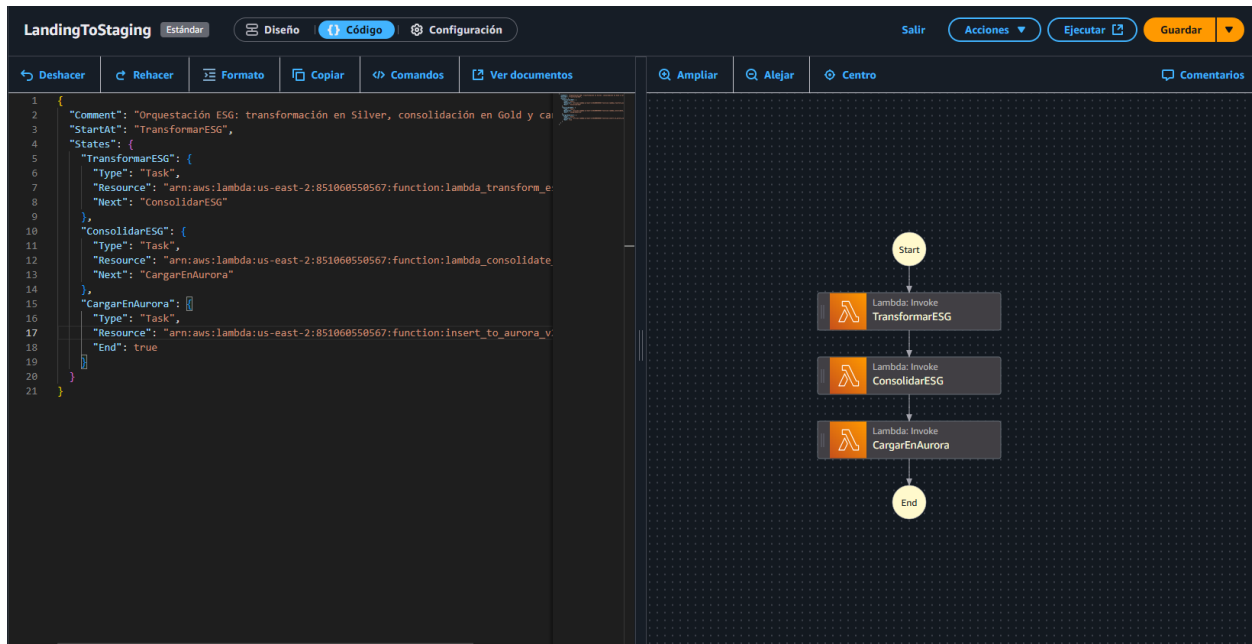 LandingToStaging Estándar Diseño {} Código Configuración Salir Acciones ▼ Ejecutar Guardar ▼
Deshacer Rehacer Formato Copiar </> Comandos Ver documentos Ampliar Alejar Centro Comentarios
1 {
2 "Comment": "Orquestación ESG: transformación en Silver, consolidación en Gold y ca
3 "StartAt": "TransformarESG",
4 "States": {
5 "TransformarESG": {
6 "Type": "Task",
7 "Resource": "arn:aws:lambda:us-east-2:851060550567:function:lambda_transform_e
8 "Next": "ConsolidarESG"
9 },
10 "ConsolidarESG": {
11 "Type": "Task",
12 "Resource": "arn:aws:lambda:us-east-2:851060550567:function:lambda_consolidate_
13 "Next": "CargarEnAurora"
14 },
15 "CargarEnAurora": {
16 "Type": "Task",
17 "Resource": "arn:aws:lambda:us-east-2:851060550567:function:insert_to_aurora_v
18 "End": true
19 }
20 }
21 }
Start
Lambda: Invoke
TransformarESG
Lambda: Invoke
ConsolidarESG
Lambda: Invoke
CargarEnAurora
End